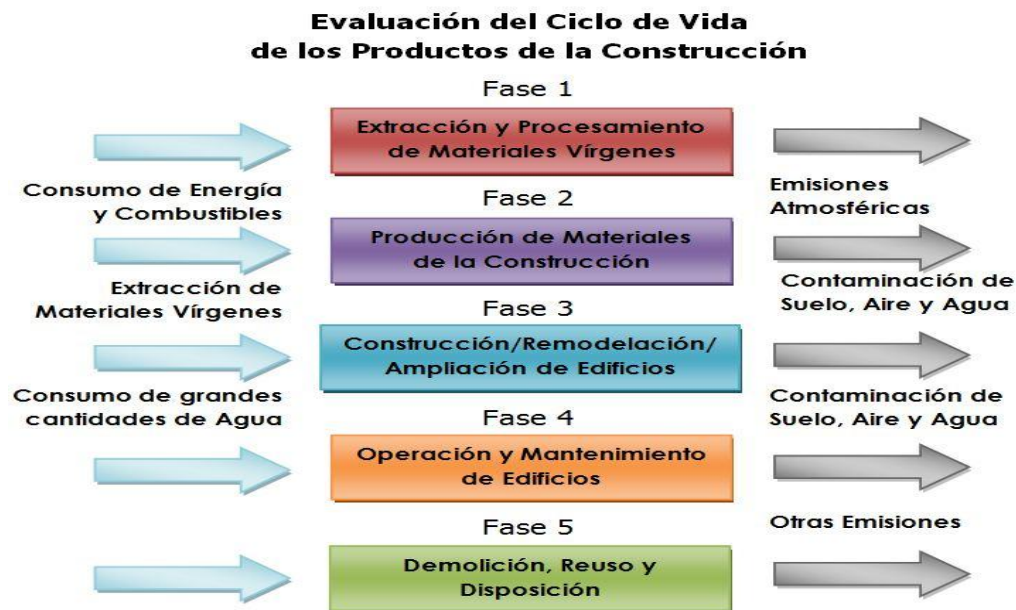 Evaluación del Ciclo de Vida
de los Productos de la Construcción
Fase 1
Extracción y Procesamiento
de Materiales Vírgenes
Consumo de Energía
y Combustibles
Emisiones
Atmosféricas
Fase 2
Producción de Materiales
de la Construcción
Extracción de
Materiales Vírgenes
Contaminación de
Suelo, Aire y Agua
Fase 3
Construcción/Remodelación/
Ampliación de Edificios
Consumo de grandes
cantidades de Agua
Contaminación de
Suelo, Aire y Agua
Fase 4
Operación y Mantenimiento
de Edificios
Otras Emisiones
Fase 5
Demolición, Reuso y
Disposición